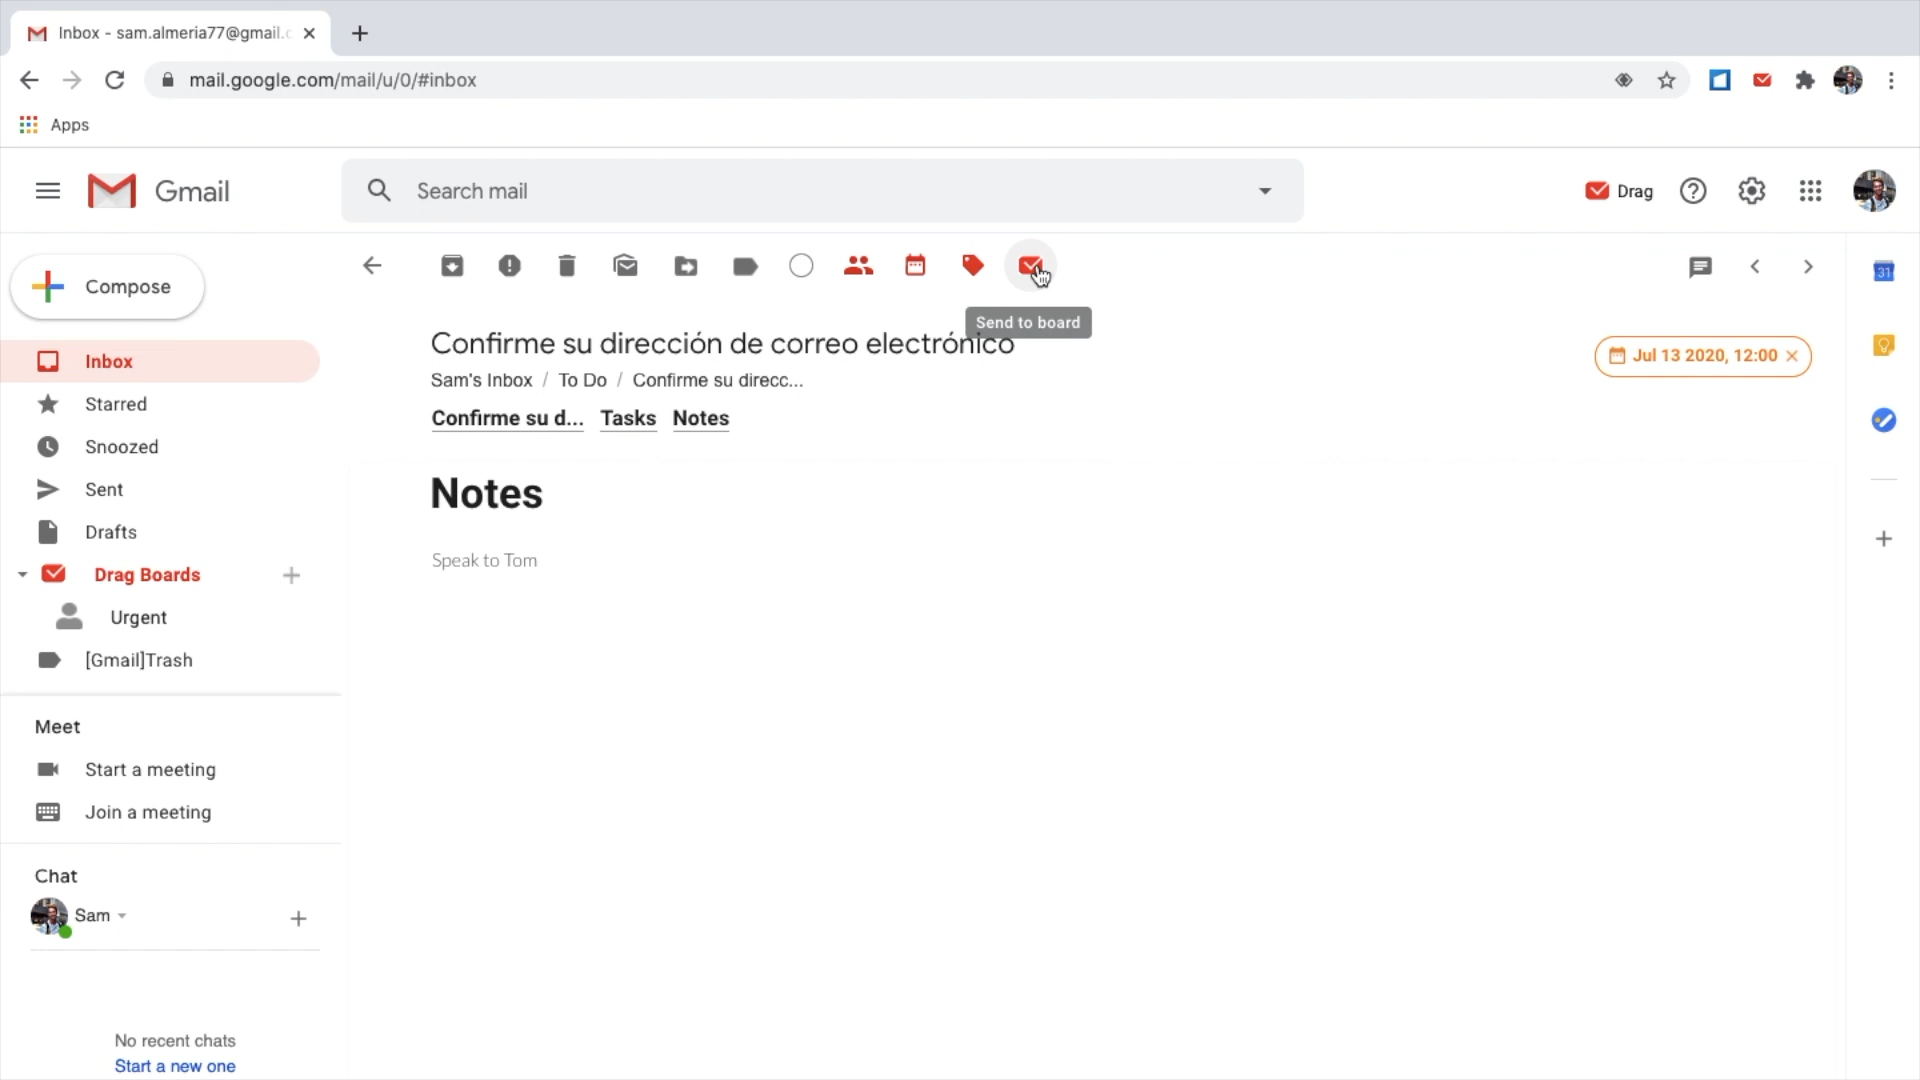 Inbox - sam.almeria77@gmail.c
mail.google.com/mail/u/0/#inbox
Apps
Gmail
Search mail
Drag
Compose
Send to board
Confirme su dirección de correo electrónico
Jul 13 2020, 12:00
Sam's Inbox / To Do / Confirme su direcc...
Confirme su d... Tasks Notes
Notes
Speak to Tom
Inbox
Starred
Snoozed
Sent
Drafts
Drag Boards
Urgent
[Gmail]Trash
Meet
Start a meeting
Join a meeting
Chat
Sam
No recent chats
Start a new one
31